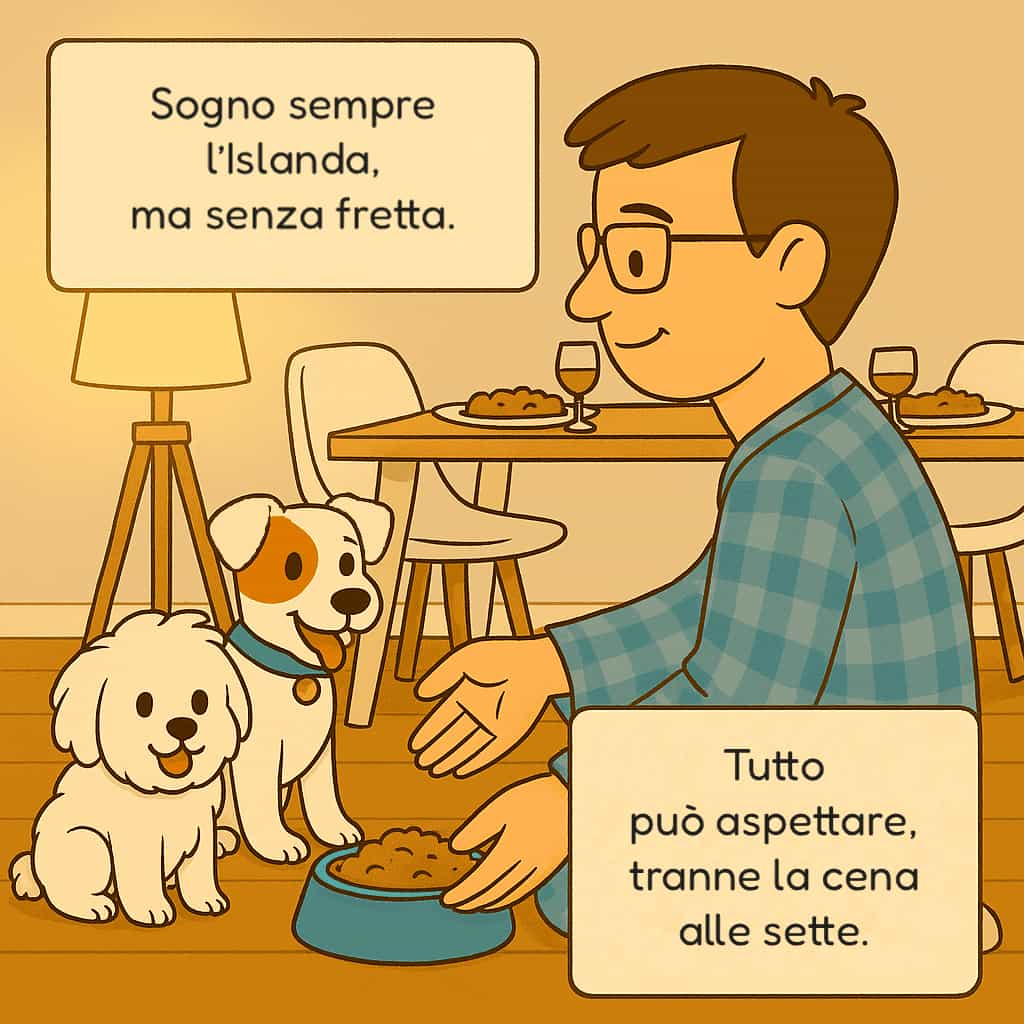 Sogno sempre
l'Islanda,
ma senza fretta.
Tutto
può aspettare,
tranne la cena
alle sette.